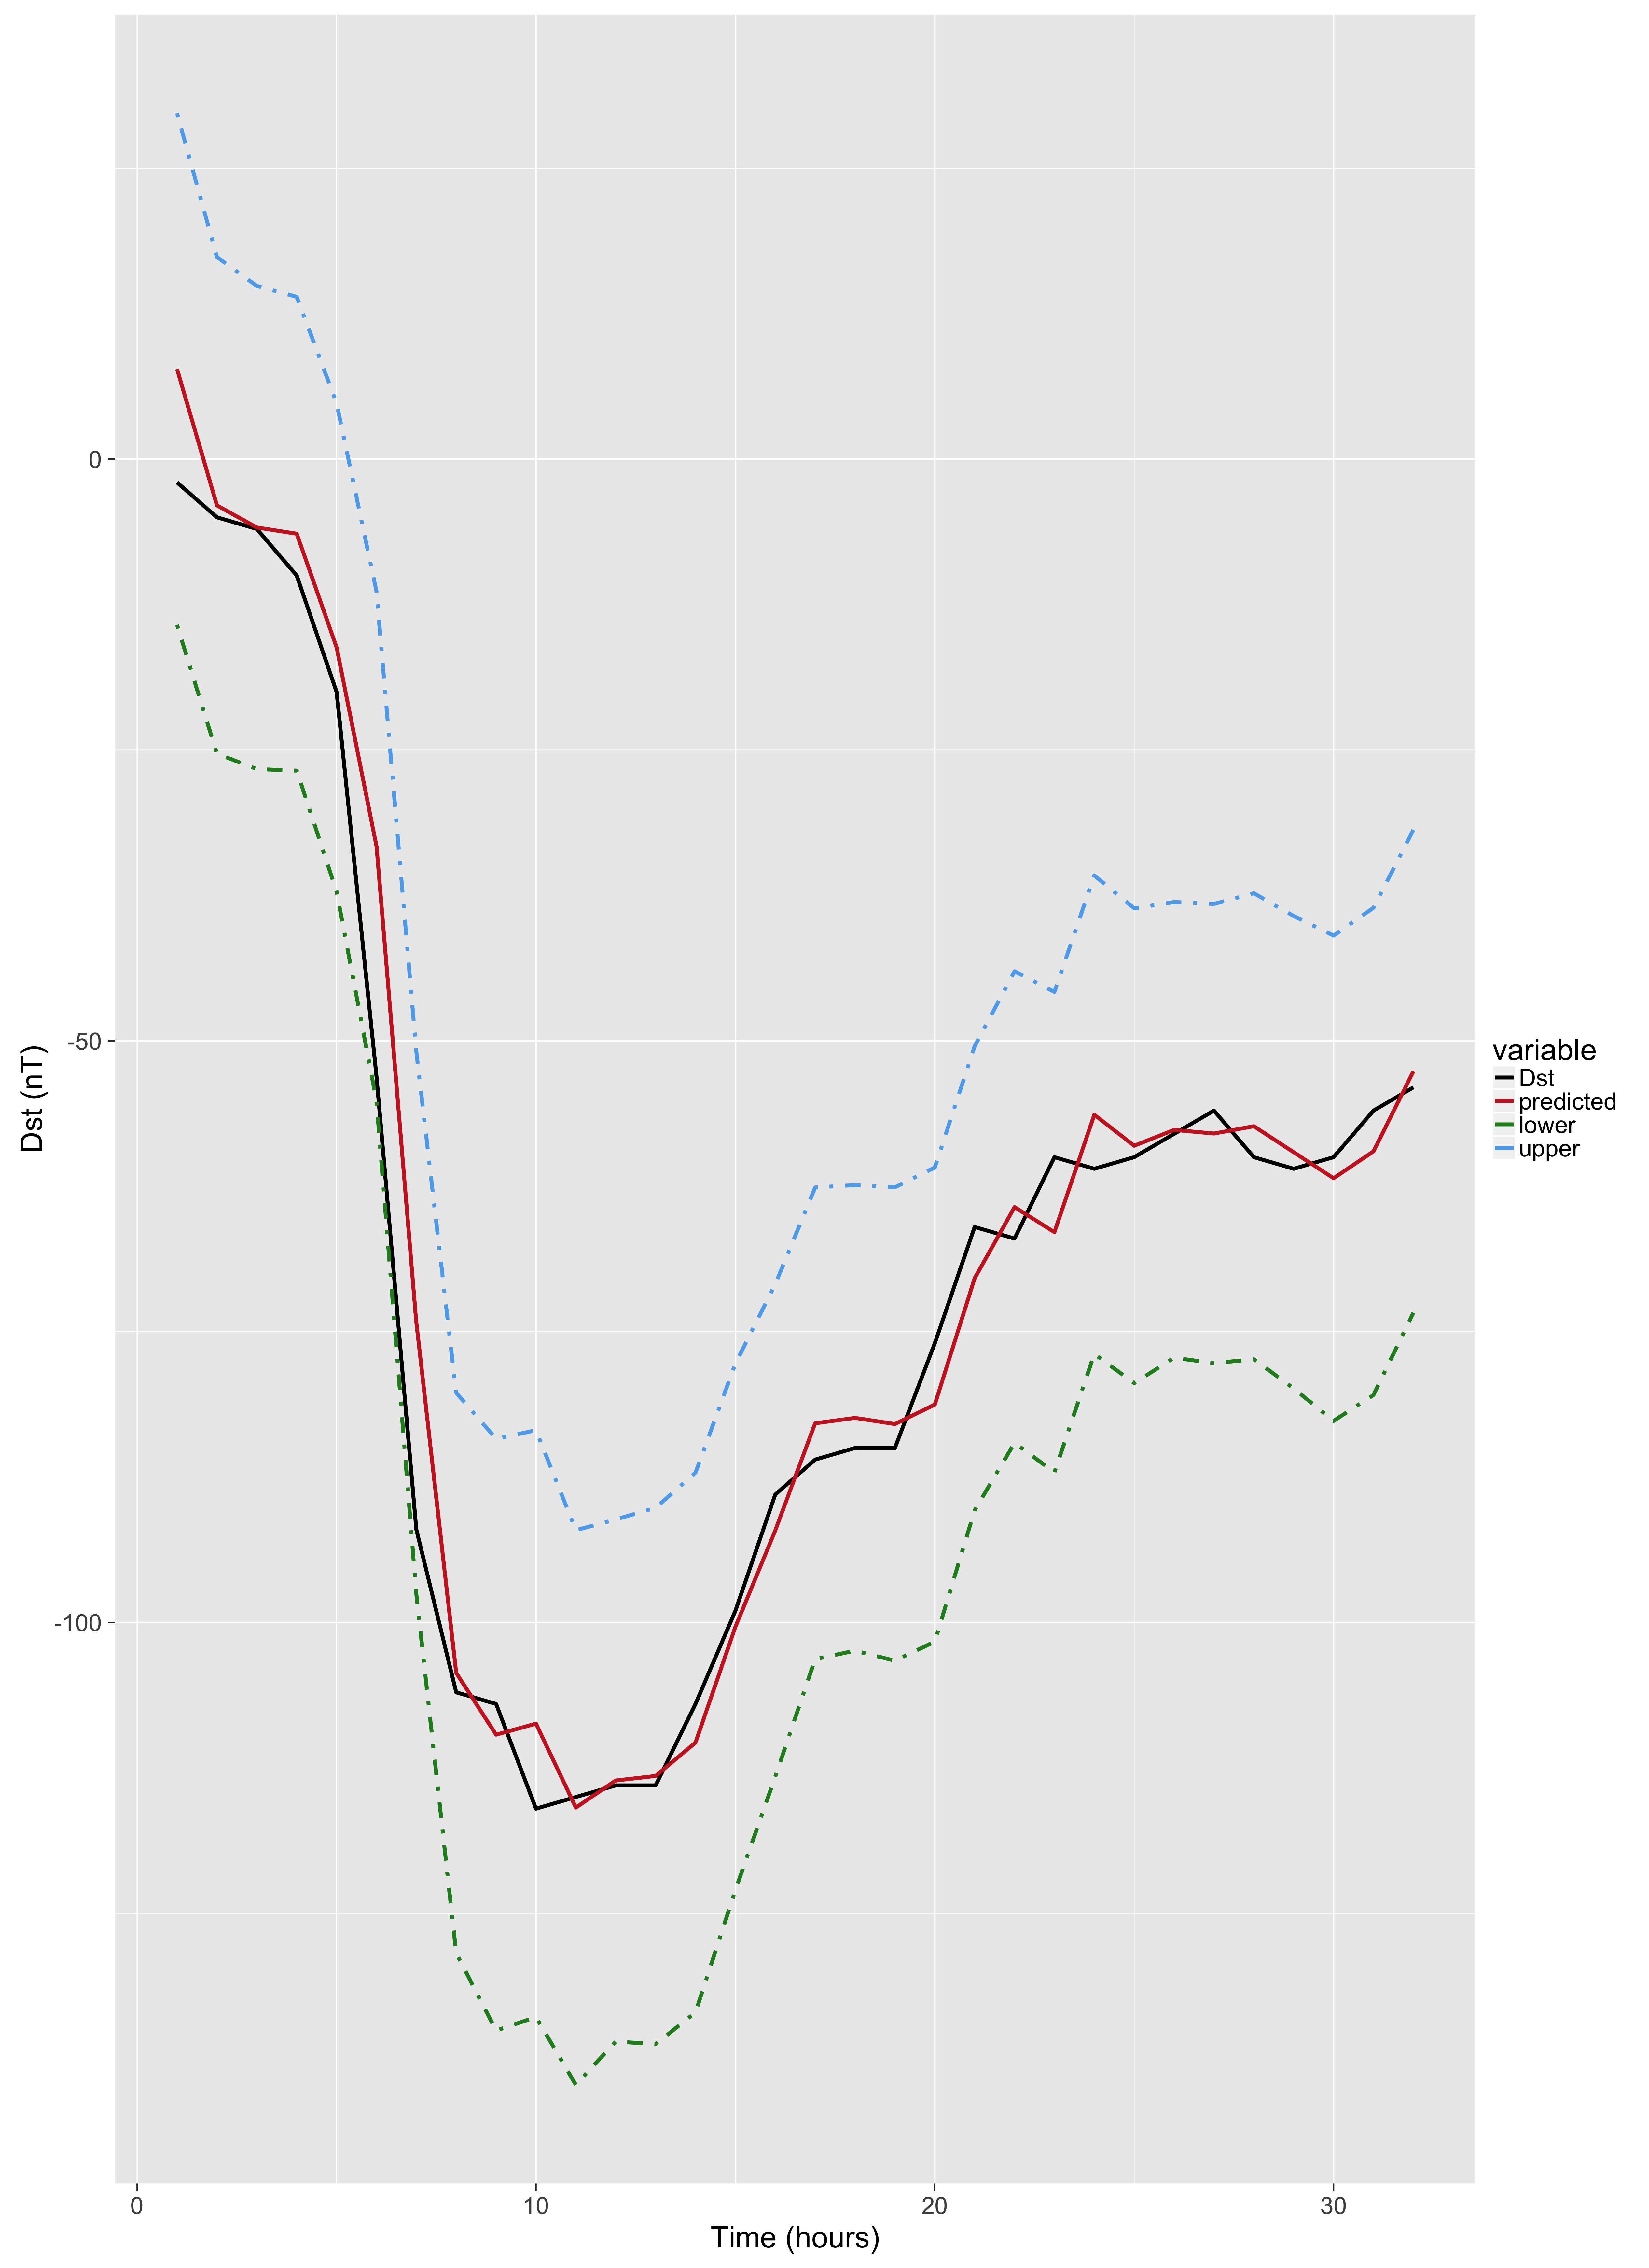 0
-50
-100
Dst (nT)
0
10
20
30
Time (hours)
variable
Dst
predicted
lower
upper